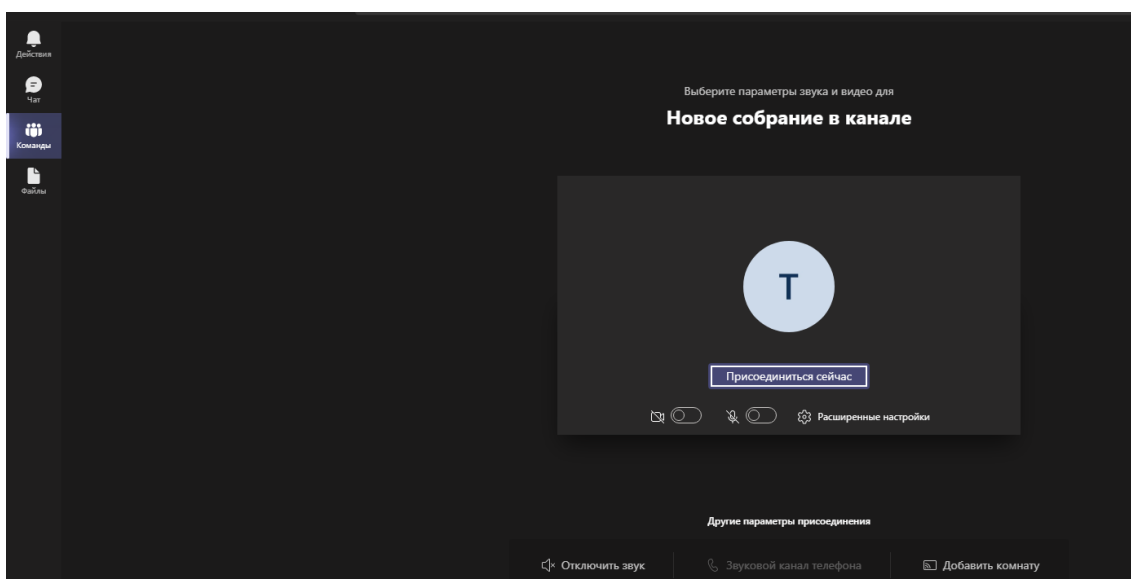 Действия
Чат
Команды
Файлы
Выберите параметры звука и видео для
Новое собрание в канале
Т
Присоединиться сейчас
Расширенные настройки
Другие параметры присоединения
Отключить звук
Звуковой канал телефона
Добавить комнату